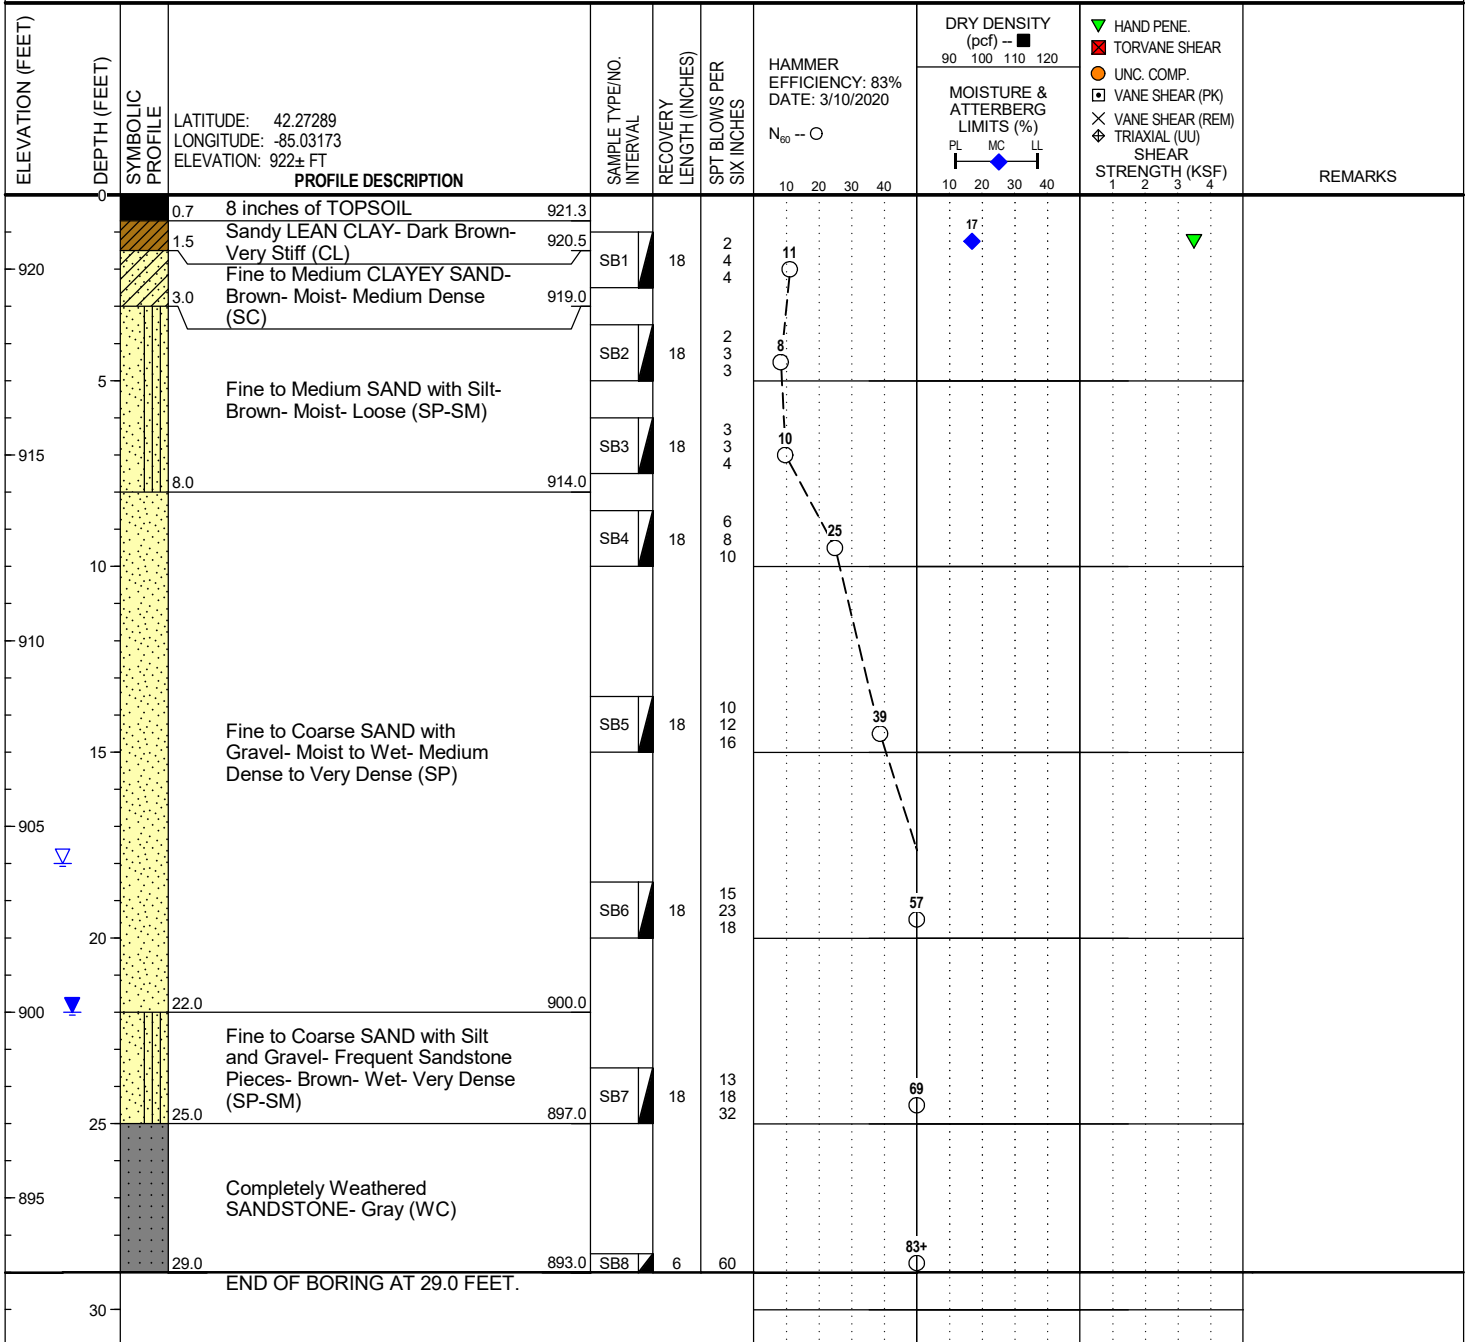 ELEVATION (FEET)
DEPTH (FEET)
SYMBOLIC
PROFILE
LATITUDE: 42.27289
LONGITUDE: -85.03173
ELEVATION: 922± FT
PROFILE DESCRIPTION
SAMPLE TYPE/NO.
INTERVAL
RECOVERY
LENGTH (INCHES)
SPT BLOWS PER
SIX INCHES
HAMMER
EFFICIENCY: 83%
DATE: 3/10/2020
N60 --
10 20 30 40
DRY DENSITY
(pcf) --
90 100 110 120
MOISTURE &
ATTERBERG
LIMITS (%)
PL MC LL
10 20 30 40
HAND PENE.
TORVANE SHEAR
UNC. COMP.
VANE SHEAR (PK)
VANE SHEAR (REM)
TRIAXIAL (UU)
SHEAR
STRENGTH (KSF)
1 2 3 4
REMARKS
0
0.7 8 inches of TOPSOIL 921.3
Sandy LEAN CLAY- Dark Brown-
1.5 920.5
Very Stiff (CL)
Fine to Medium CLAYEY SAND-
Brown- Moist- Medium Dense
3.0 919.0
(SC)
920
SB1 18
2
4
4
11
17
SB2 18
2
3
3
8
5
Fine to Medium SAND with Silt-
Brown- Moist- Loose (SP-SM)
915
SB3 18
3
3
4
10
8.0 914.0
SB4 18
6
8
10
25
10
910
Fine to Coarse SAND with
Gravel- Moist to Wet- Medium
Dense to Very Dense (SP)
SB5 18
10
12
16
39
15
905
SB6 18
15
23
18
57
20
900
22.0 900.0
Fine to Coarse SAND with Silt
and Gravel- Frequent Sandstone
Pieces- Brown- Wet- Very Dense
(SP-SM)
25.0 897.0
SB7 18
13
18
32
69
25
895
Completely Weathered
SANDSTONE- Gray (WC)
29.0 893.0
SB8 6 60
83+
END OF BORING AT 29.0 FEET.
30